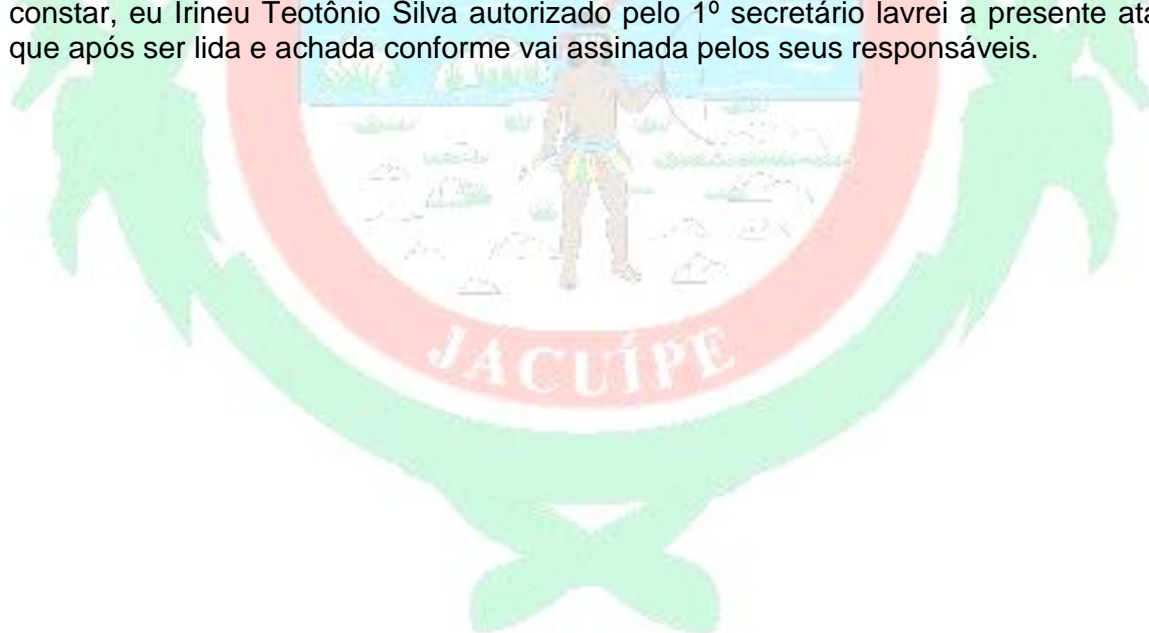 constar, eu Irineu Teotônio Silva autorizado pelo 1º secretário lavrei a presente ata
que após ser lida e achada conforme vai assinada pelos seus responsáveis.
JACUÍPE